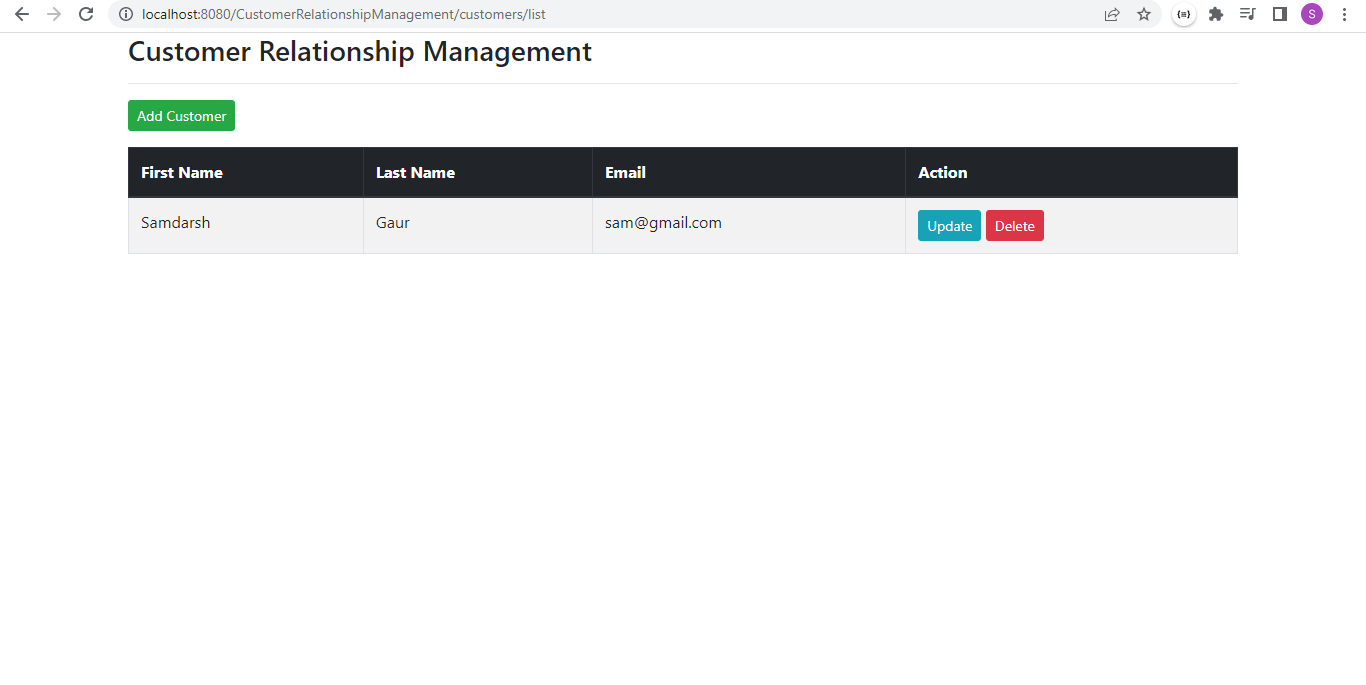 localhost:8080/CustomerRelationshipManagement/customers/list
S
Customer Relationship Management
Add Customer
First Name Last Name Email Action
Samdarsh Gaur sam@gmail.com Update Delete